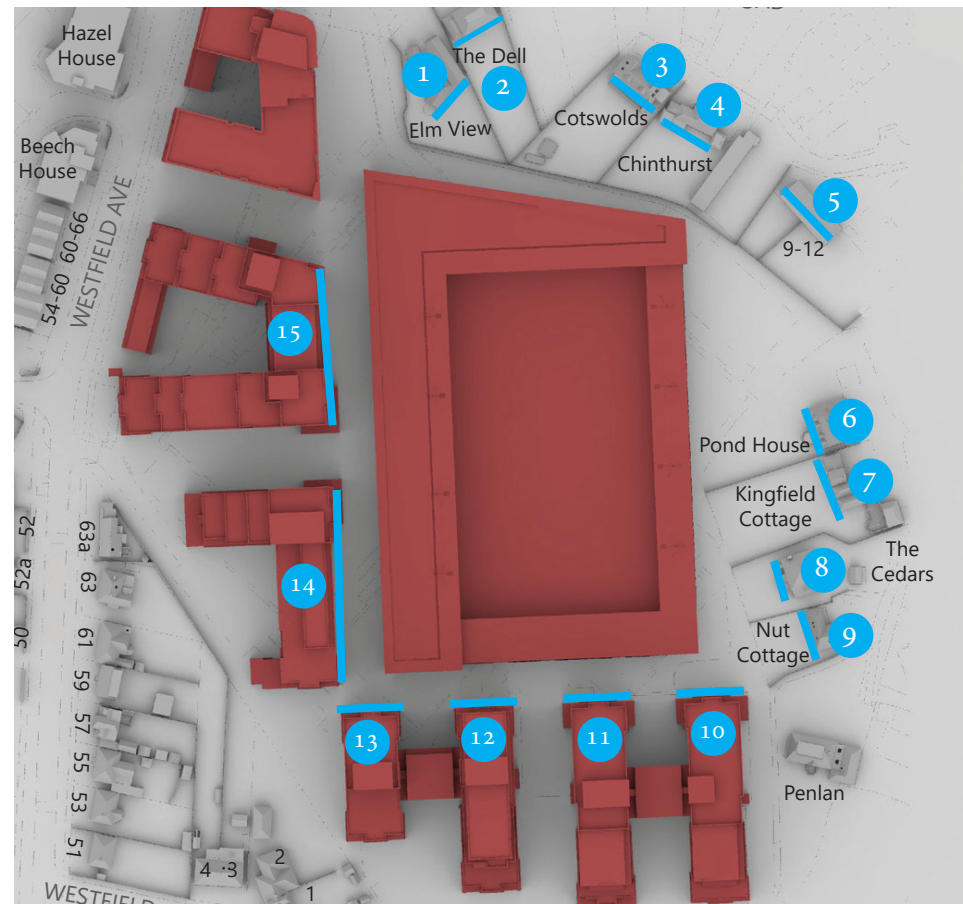 Hazel
House
Beech
House
60-66
54-60
WESTFIELD AVE
1
Elm View
The Dell
2
3
Cotswolds
4
Chinthurst
5
9-12
6
Pond House
7
Kingfield
Cottage
The
Cedars
8
Nut
Cottage
9
Penlan
10
11
12
13
14
15
52
52a
50
63a
63
61
59
57
55
53
51
4
3
2
1
WESTFIELD